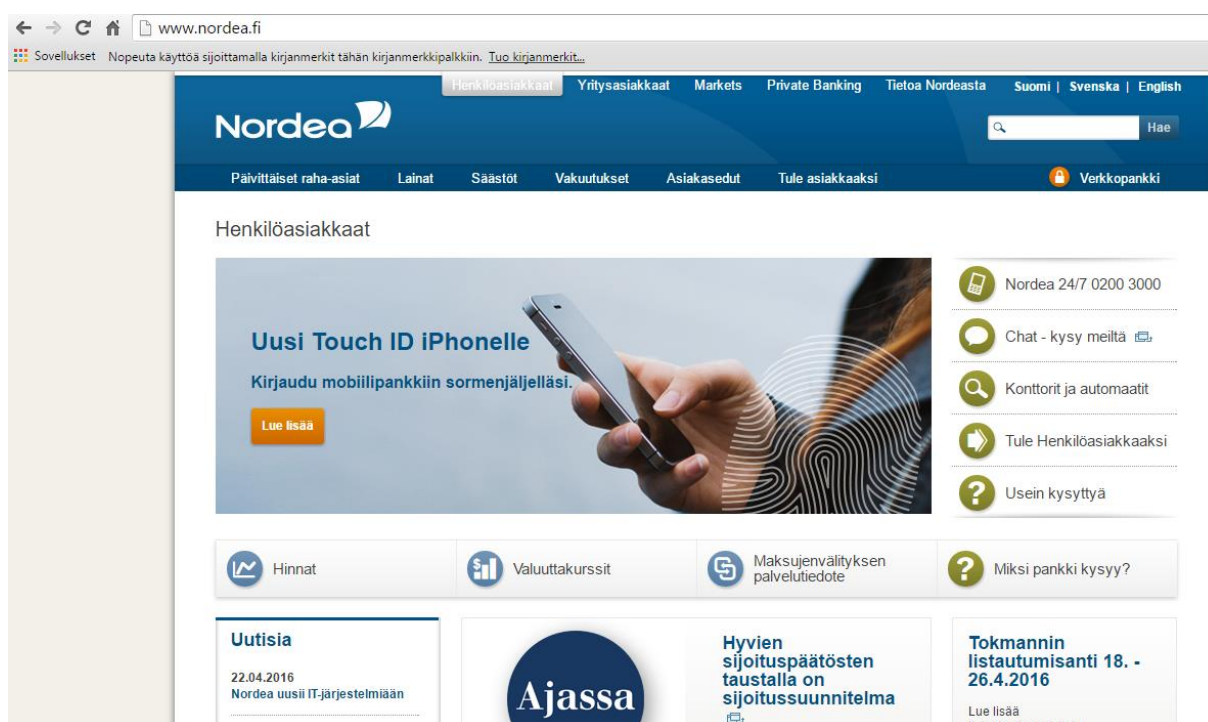 www.nordea.fi
Sovellukset Nopeuta käyttöä sijoittamalla kirjanmerkit tähän kirjanmerkkipalkkiin. Tuo kirjanmerkit...
Henkilöasiakkaat Yritysasiakkaat Markets Private Banking Tietoa Nordeasta Suomi | Svenska | English
Nordea
Hae
Päivittäiset raha-asiat Lainat Säästöt Vakuutukset Asiakasedut Tule asiakkaaksi Verkkopankki
Henkilöasiakkaat
Uusi Touch ID iPhonelle
Kirjaudu mobiilipankkiin sormenjäljelläsi.
Lue lisää
Nordea 24/7 0200 3000
Chat - kysy meiltä
Konttorit ja automaatit
Tule Henkilöasiakkaaksi
Usein kysyttyä
Hinnat
Valuuttakurssit
Maksujenvälityksen
palvelutiedote
Miksi pankki kysyy?
Uutisia
22.04.2016
Nordea uusii IT-järjestelmiään
Ajassa
Hyvien
sijoituspäätösten
taustalla on
sijoitussuunnitelma
Tokmannin
listautumisanti 18. -
26.4.2016
Lue lisää